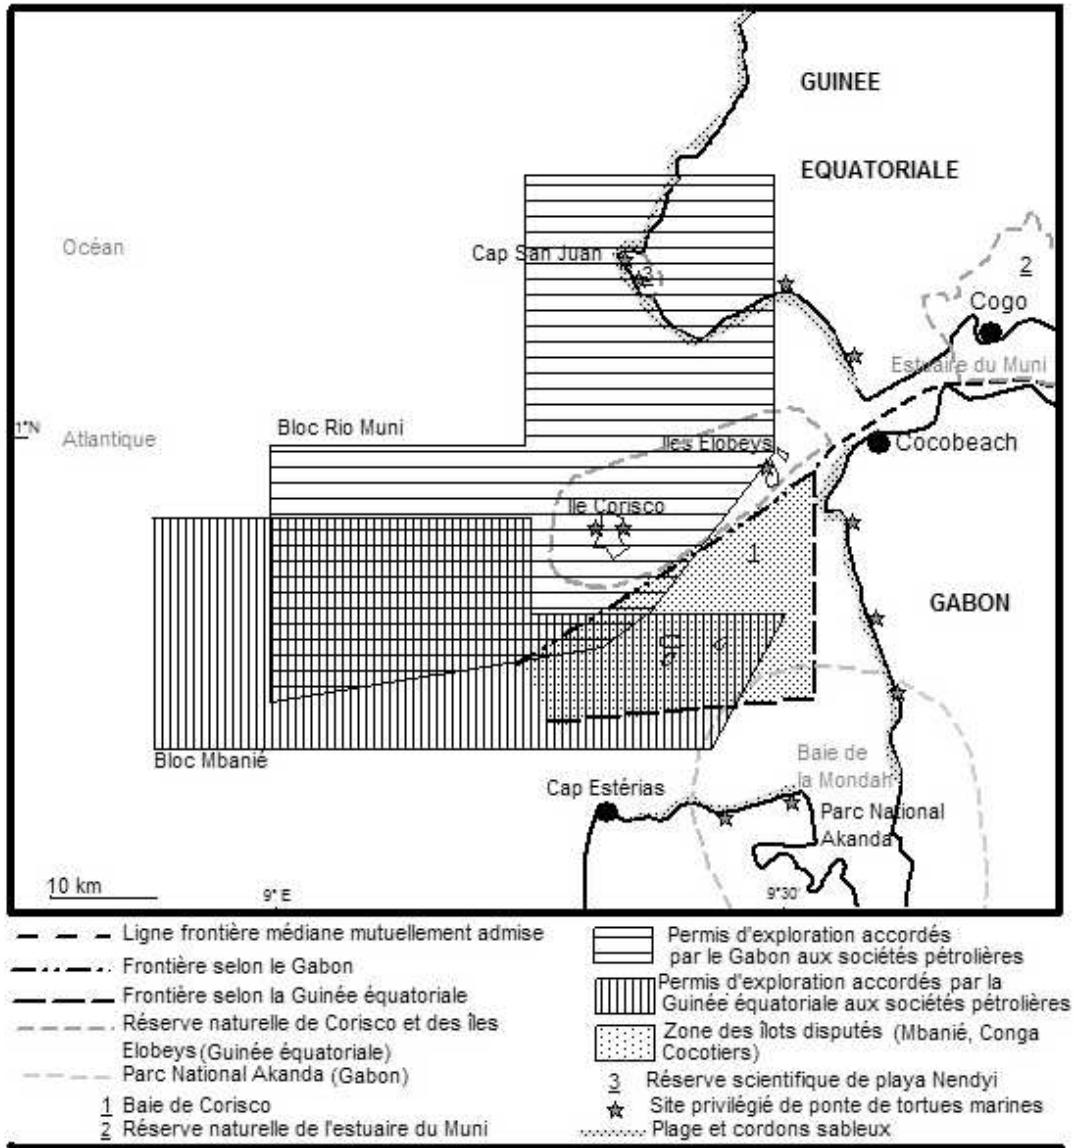 GUINEE
EQUATORIALE
Océan
Cap San Juan
3
2
Cogo
Estuaire du Muni
1°N
Atlantique
Bloc Rio Muni
Cocobeach
Iles Elobeys
Ile Corisco
1
GABON
Bloc Mbanié
Baie de
la Mondah
Cap Estérias
Parc National
Akanda
10 km
9° E
9°30'
Ligne frontière médiane mutuellement admise
Frontière selon le Gabon
Frontière selon la Guinée équatoriale
Réserve naturelle de Corisco et des îles
Elobeys (Guinée équatoriale)
Parc National Akanda (Gabon)
1 Baie de Corisco
2 Réserve naturelle de l'estuaire du Muni
Permis d'exploration accordés
par le Gabon aux sociétés pétrolières
Permis d'exploration accordés par la
Guinée équatoriale aux sociétés pétrolières
Zone des îlots disputés (Mbanié, Conga
Cocotiers)
3 Réserve scientifique de playa Nendyi
Site privilégié de ponte de tortues marines
Plage et cordons sableux